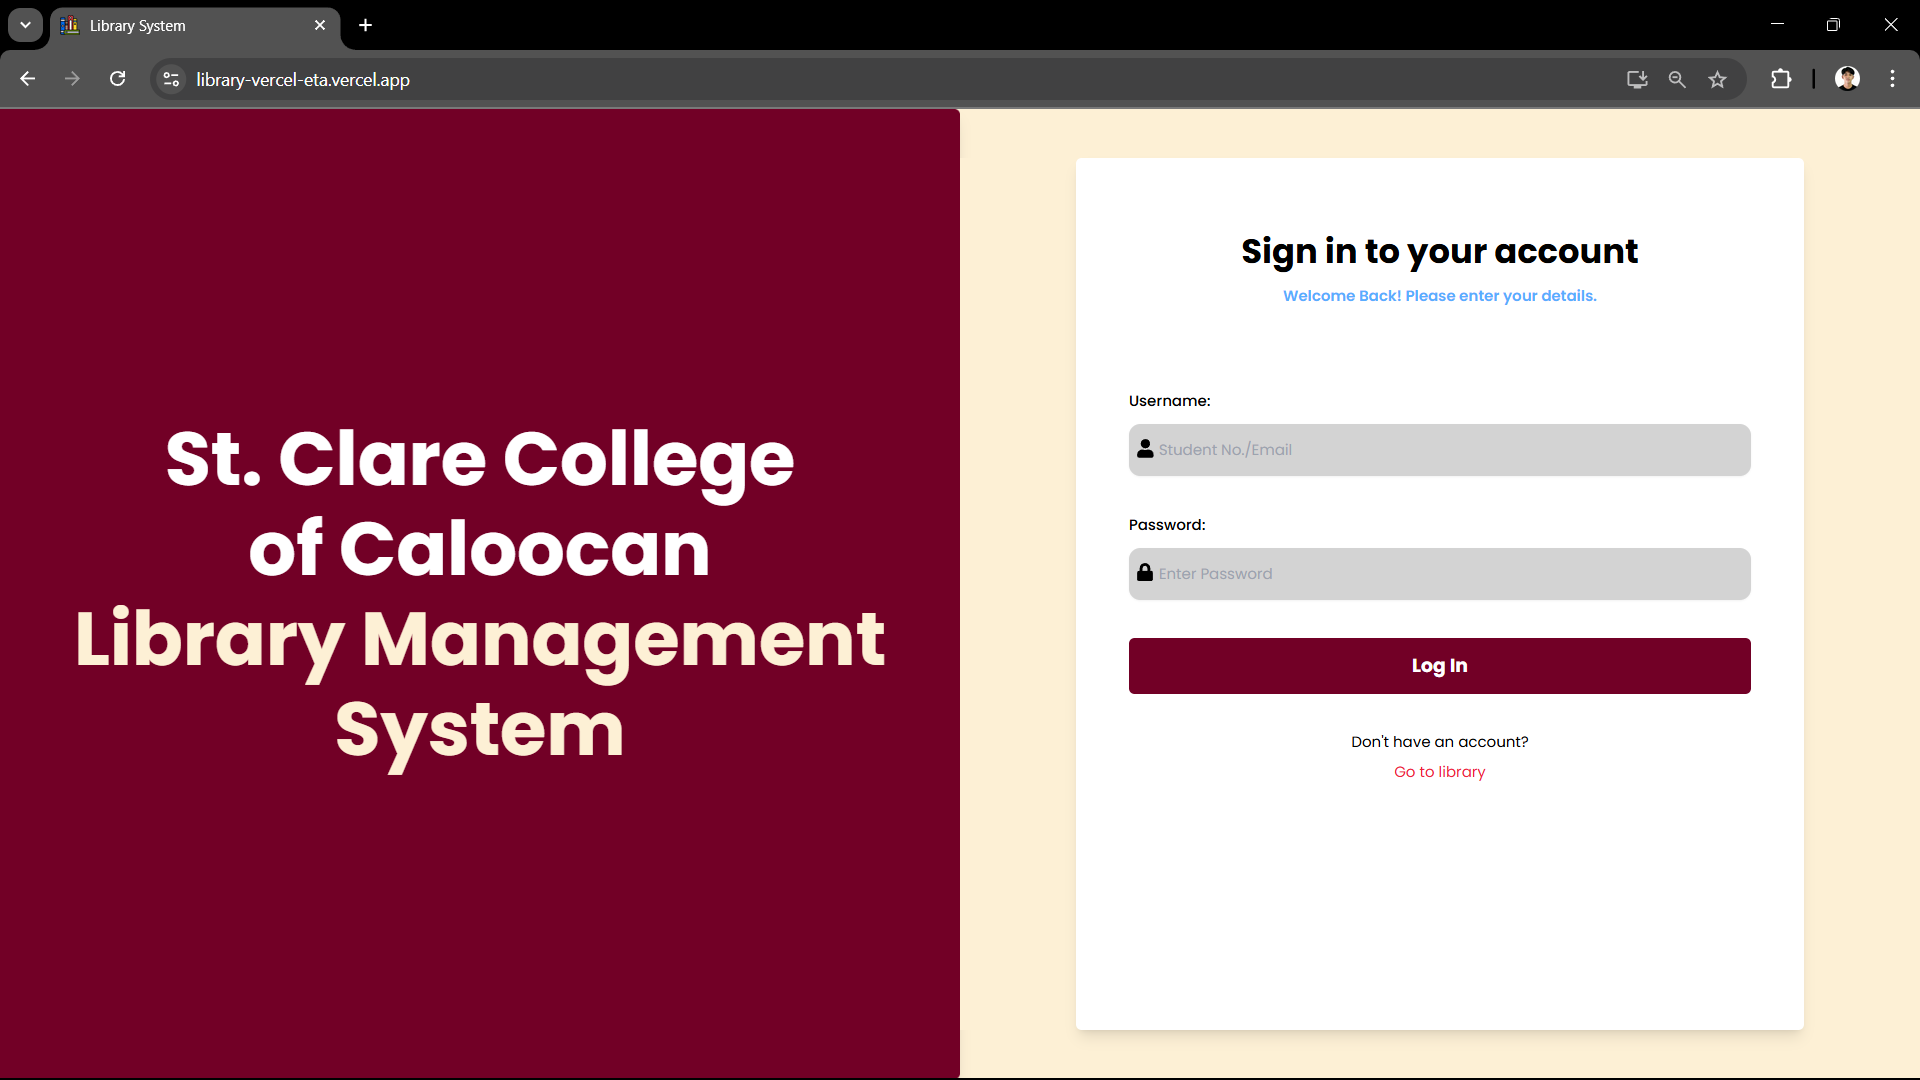 Library System
library-vercel-eta.vercel.app
St. Clare College
of Caloocan
Library Management
System
Sign in to your account
Welcome Back! Please enter your details.
Username:
Student No./Email
Password:
Enter Password
Log In
Don't have an account?
Go to library